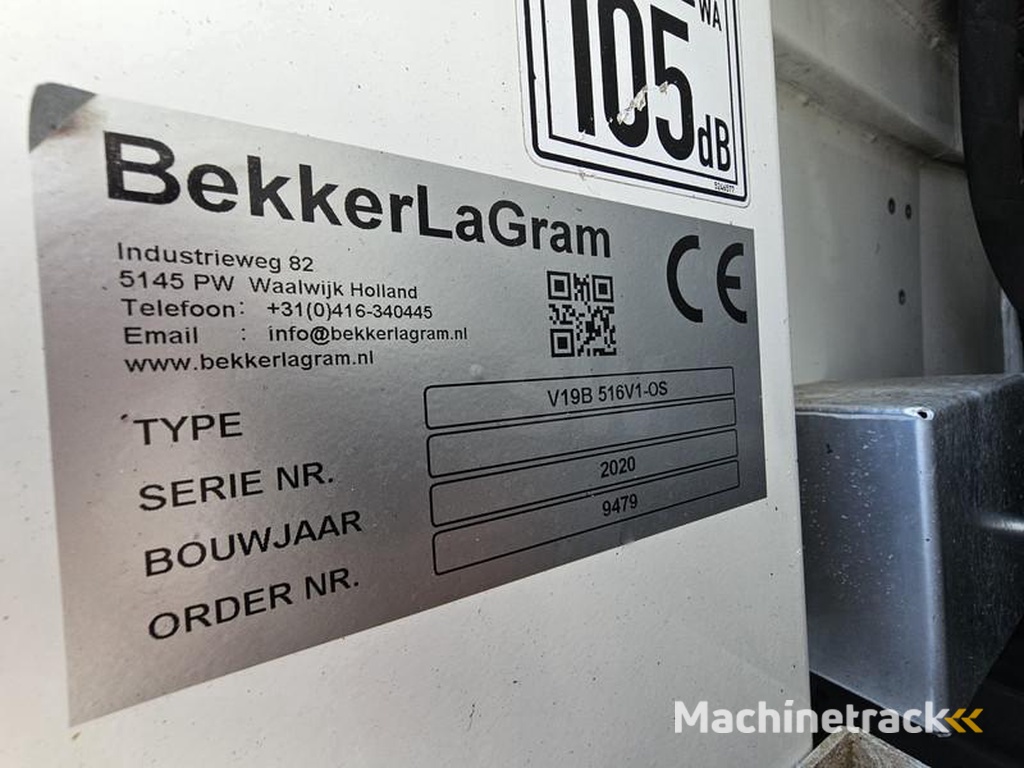 WA
105
dB
5244577
BekkerLaGram
Industrieweg 82
5145 PW Waalwijk Holland
Telefoon: +31(0)416-340445
Email : info@bekkerlagram.nl
www.bekkerlagram.nl
CE
TYPE V19B 516V1-OS
SERIE NR.
BOUWJAAR 2020
ORDER NR. 9479
Machinetrack